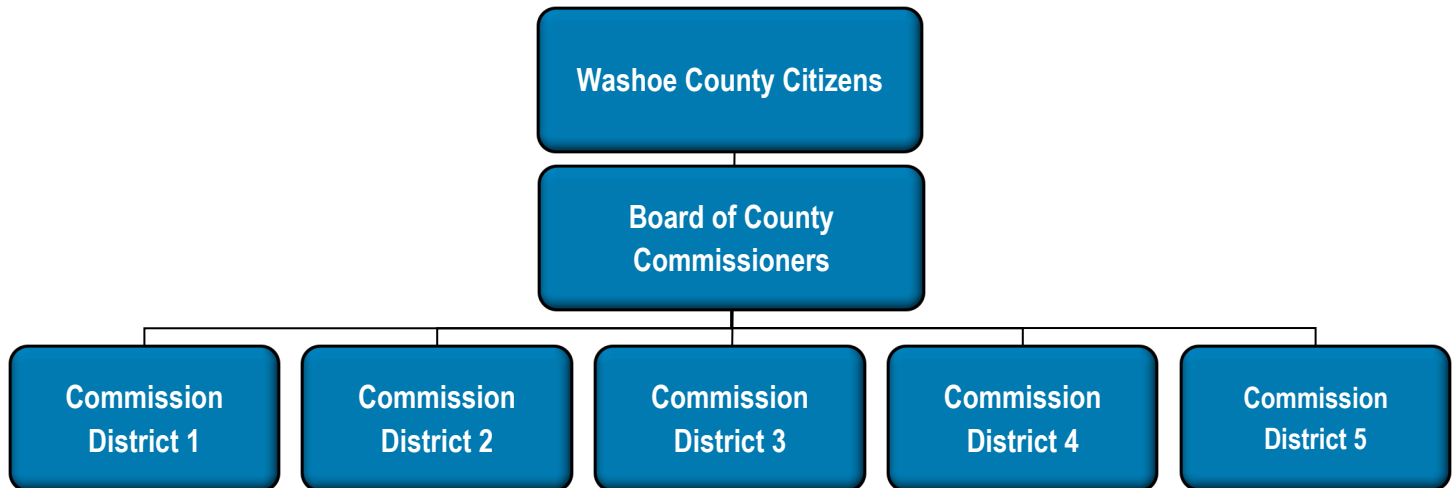 Washoe County Citizens
Board of County
Commissioners
Commission
District 1
Commission
District 2
Commission
District 3
Commission
District 4
Commission
District 5